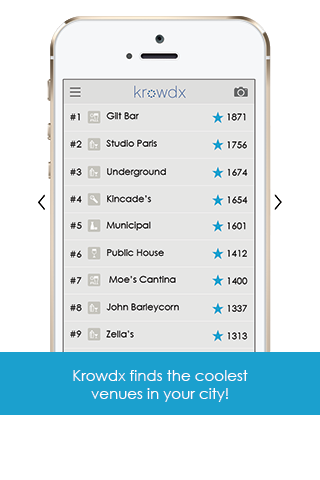 krowdx
#1 Gilt Bar 1871
#2 Studio Paris 1756
#3 Underground 1674
#4 Kincade's 1654
#5 Municipal 1601
#6 Public House 1412
#7 Moe's Cantina 1400
#8 John Barleycorn 1337
#9 Zella's 1313
Krowdx finds the coolest
venues in your city!